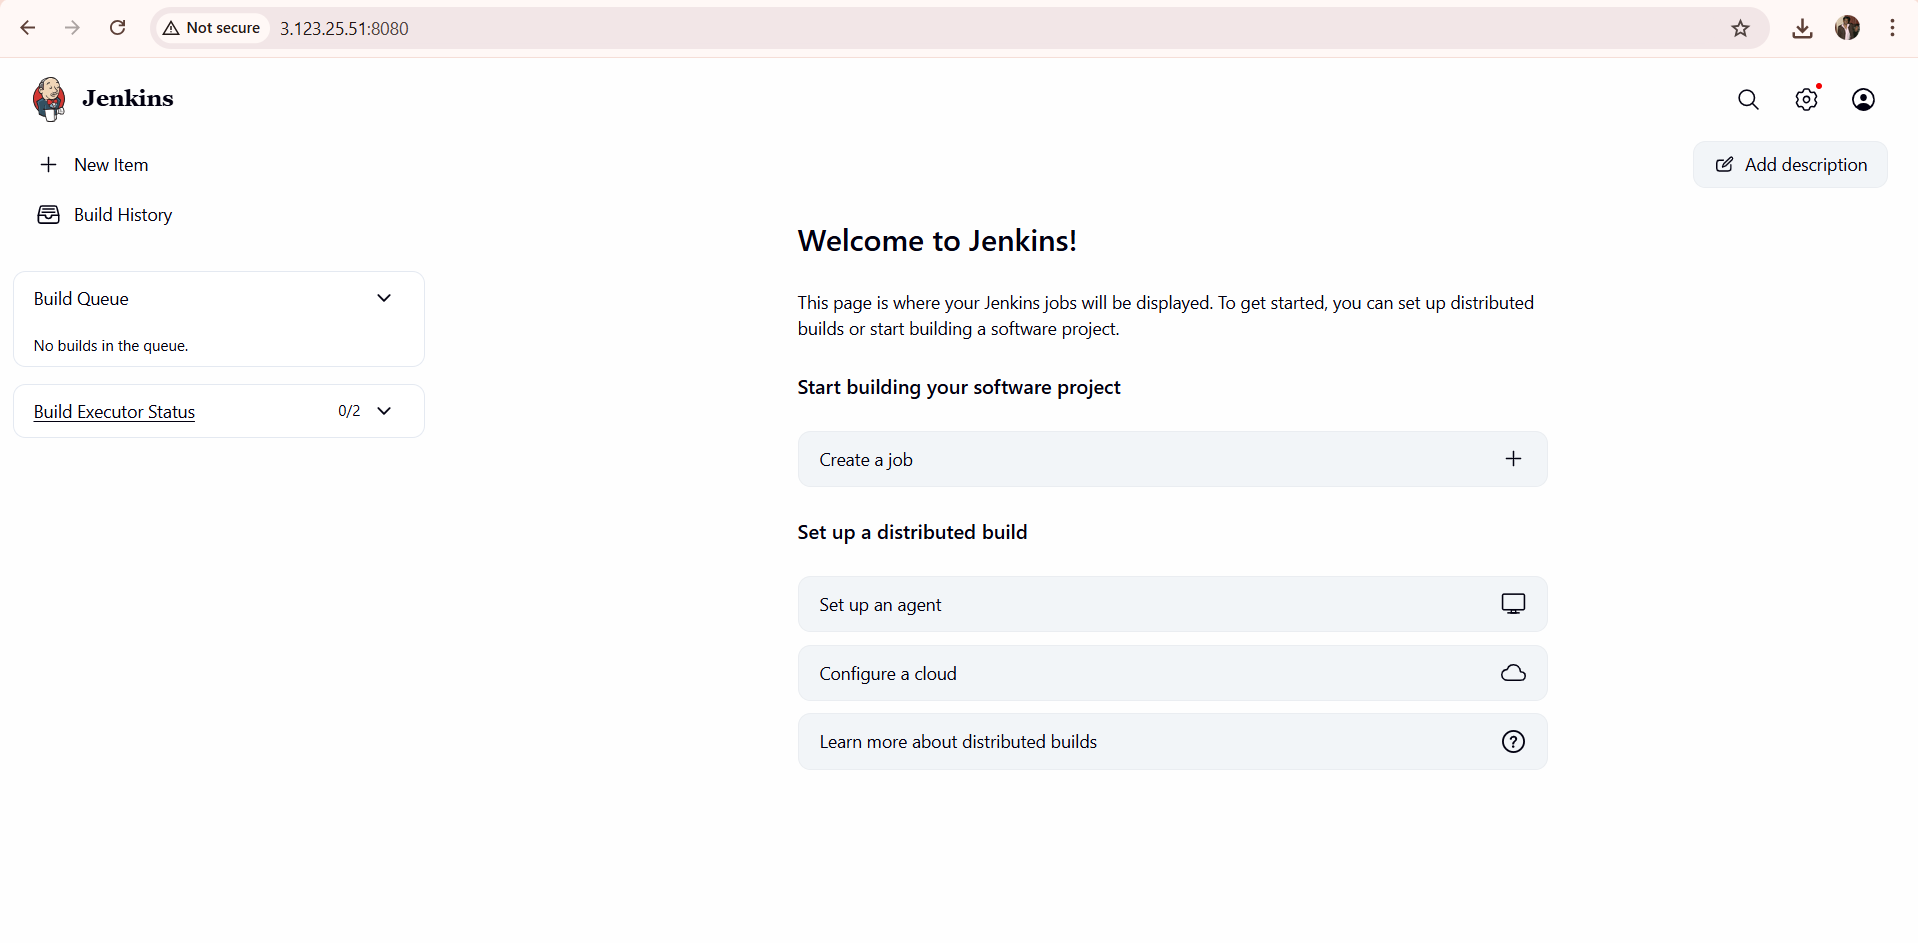 Not secure
3.123.25.51:8080
Jenkins
New Item
Add description
Build History
Welcome to Jenkins!
Build Queue
No builds in the queue.
This page is where your Jenkins jobs will be displayed. To get started, you can set up distributed
builds or start building a software project.
Build Executor Status 0/2
Start building your software project
Create a job
Set up a distributed build
Set up an agent
Configure a cloud
Learn more about distributed builds